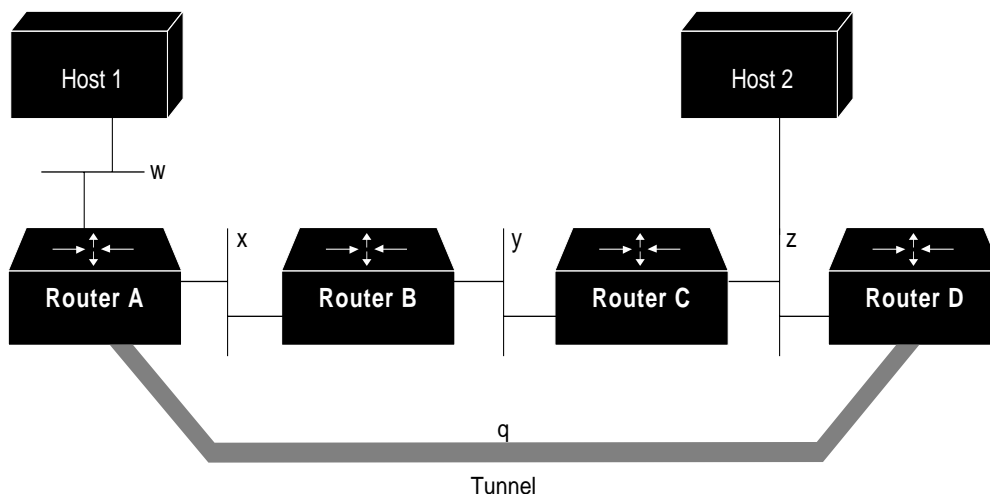 Host 1
Host 2
w
x
y
z
Router A
Router B
Router C
Router D
q
Tunnel